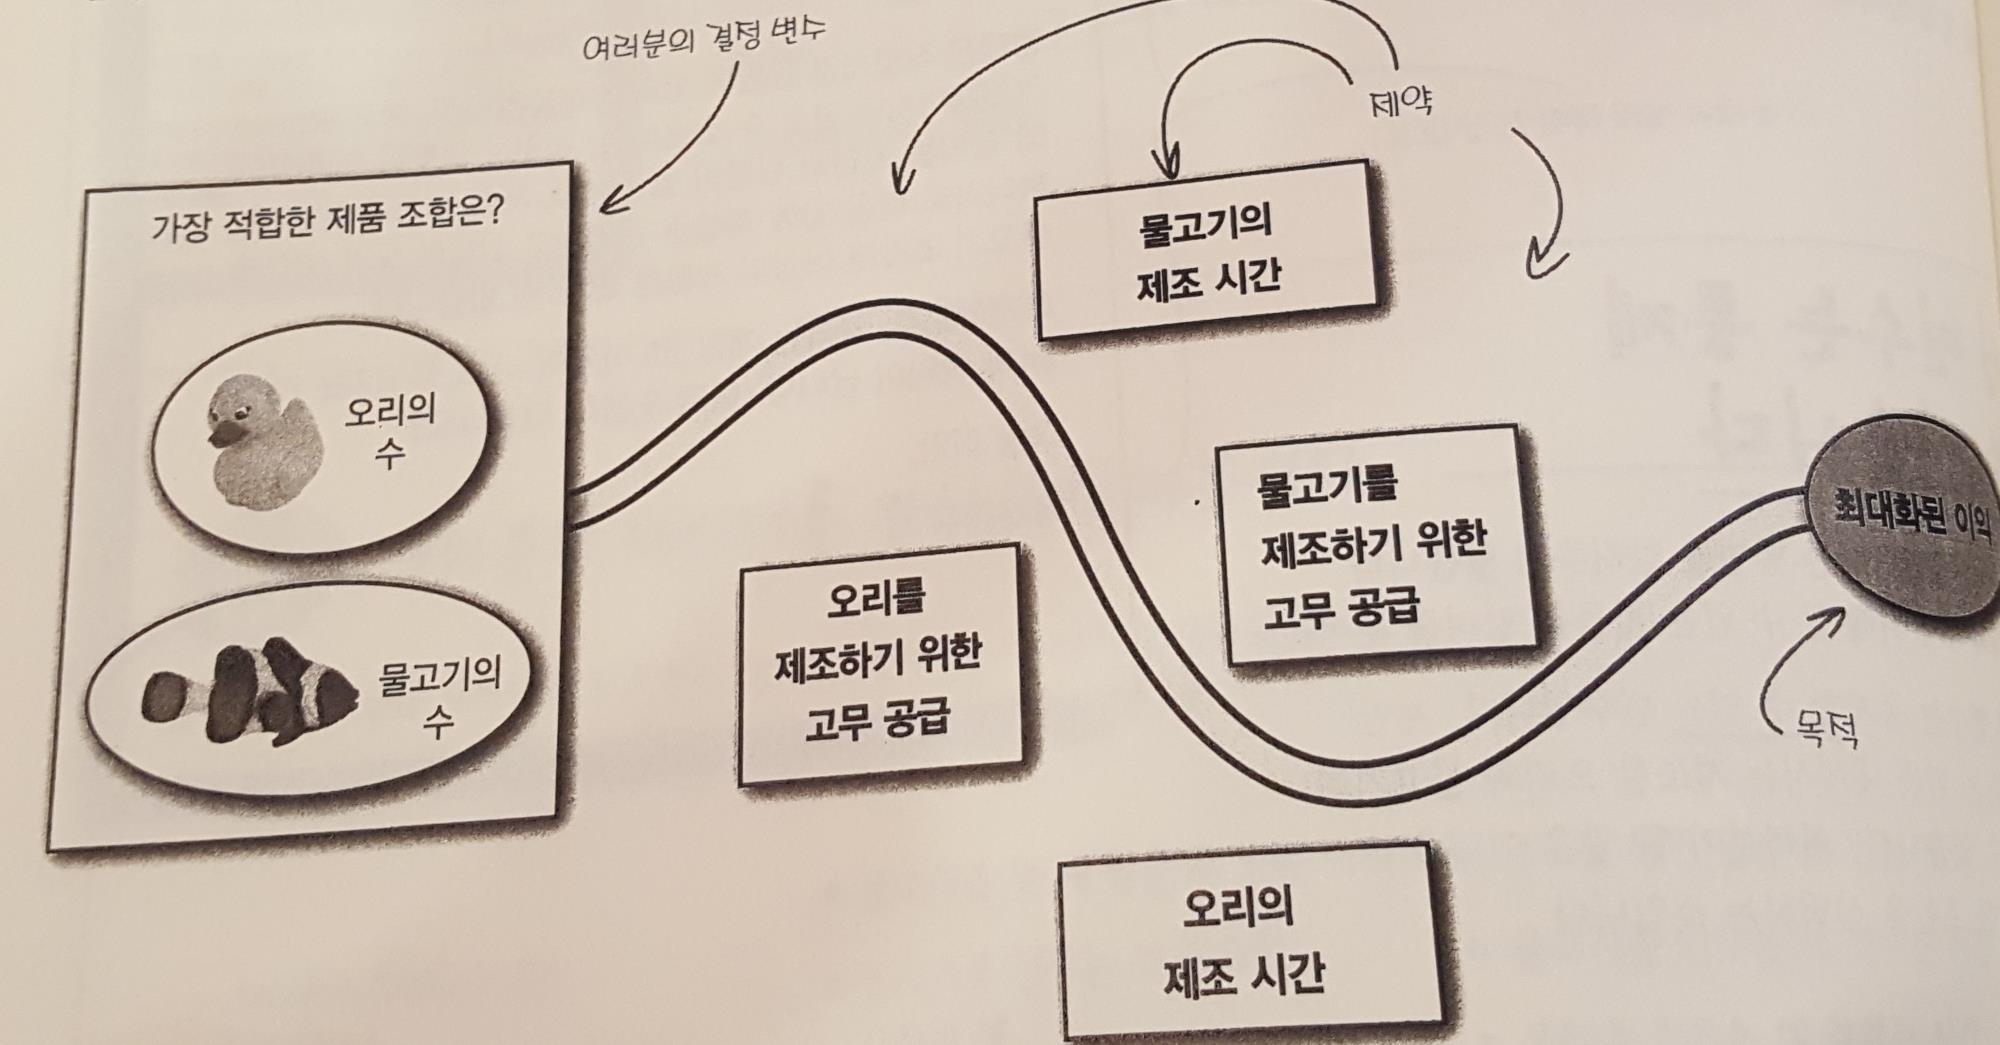 여러분의 결정 변수
제약
가장 적합한 제품 조합은?
오리의
수
물고기의
수
물고기의
제조 시간
오리를
제조하기 위한
고무 공급
물고기를
제조하기 위한
고무 공급
오리의
제조 시간
최대화된 이익
목적